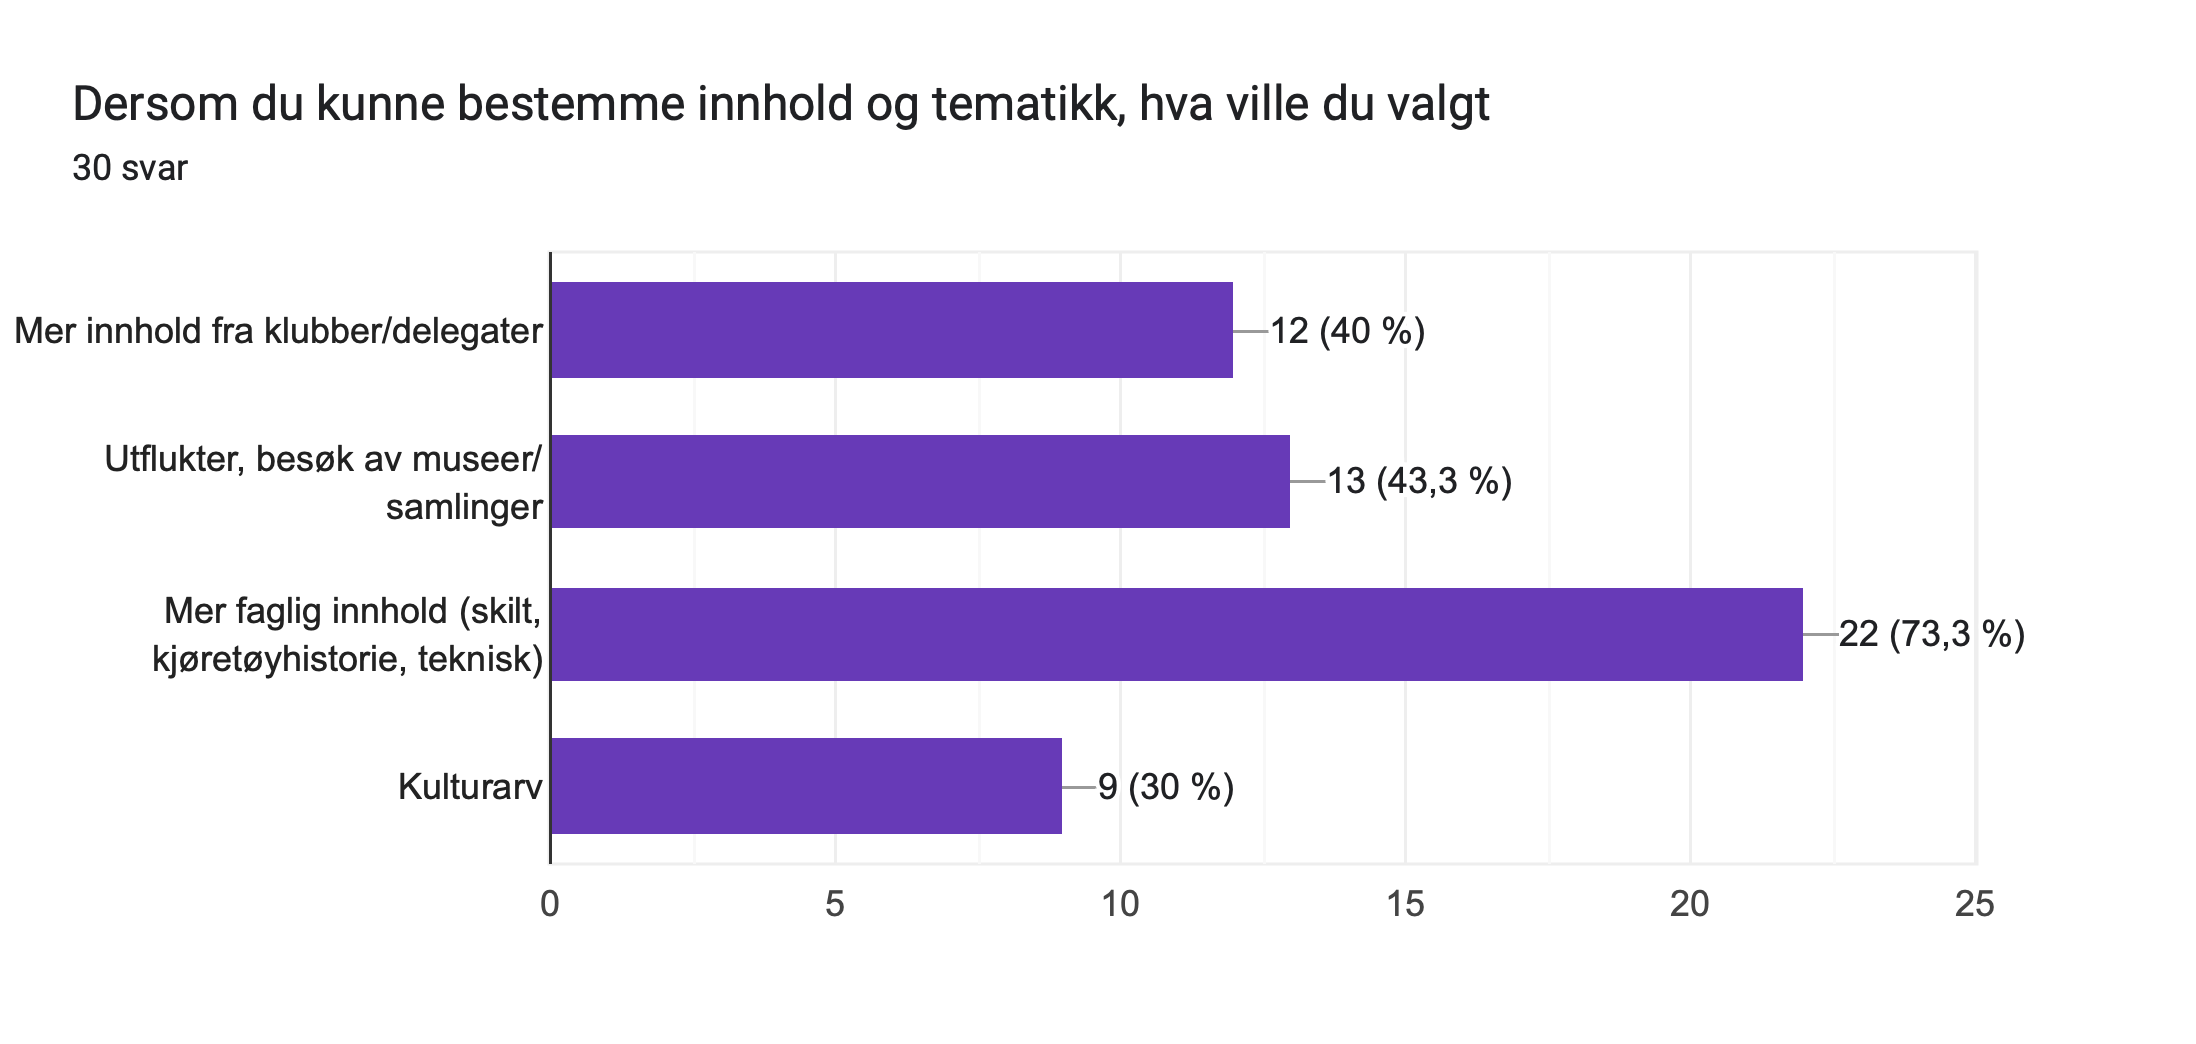 Dersom du kunne bestemme innhold og tematikk, hva ville du valgt
30 svar
Mer innhold fra klubber/delegater
12 (40 %)
Utflukter, besøk av museer/
samlinger
13 (43,3 %)
Mer faglig innhold (skilt,
kjøretøyhistorie, teknisk)
22 (73,3 %)
Kulturarv
9 (30 %)
0 5 10 15 20 25